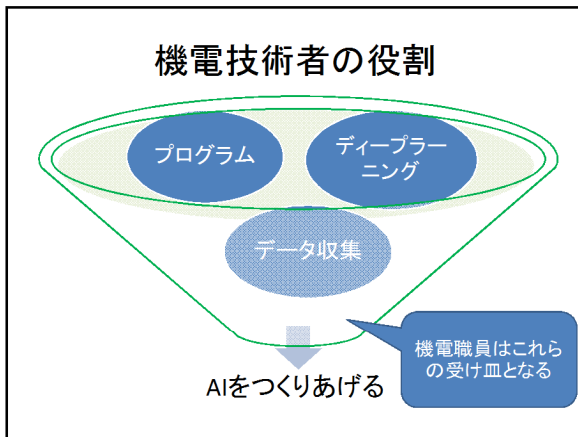 機電技術者の役割
プログラム
ディープラー
ニング
データ収集
機電職員はこれら
の受け皿となる
AIをつくりあげる